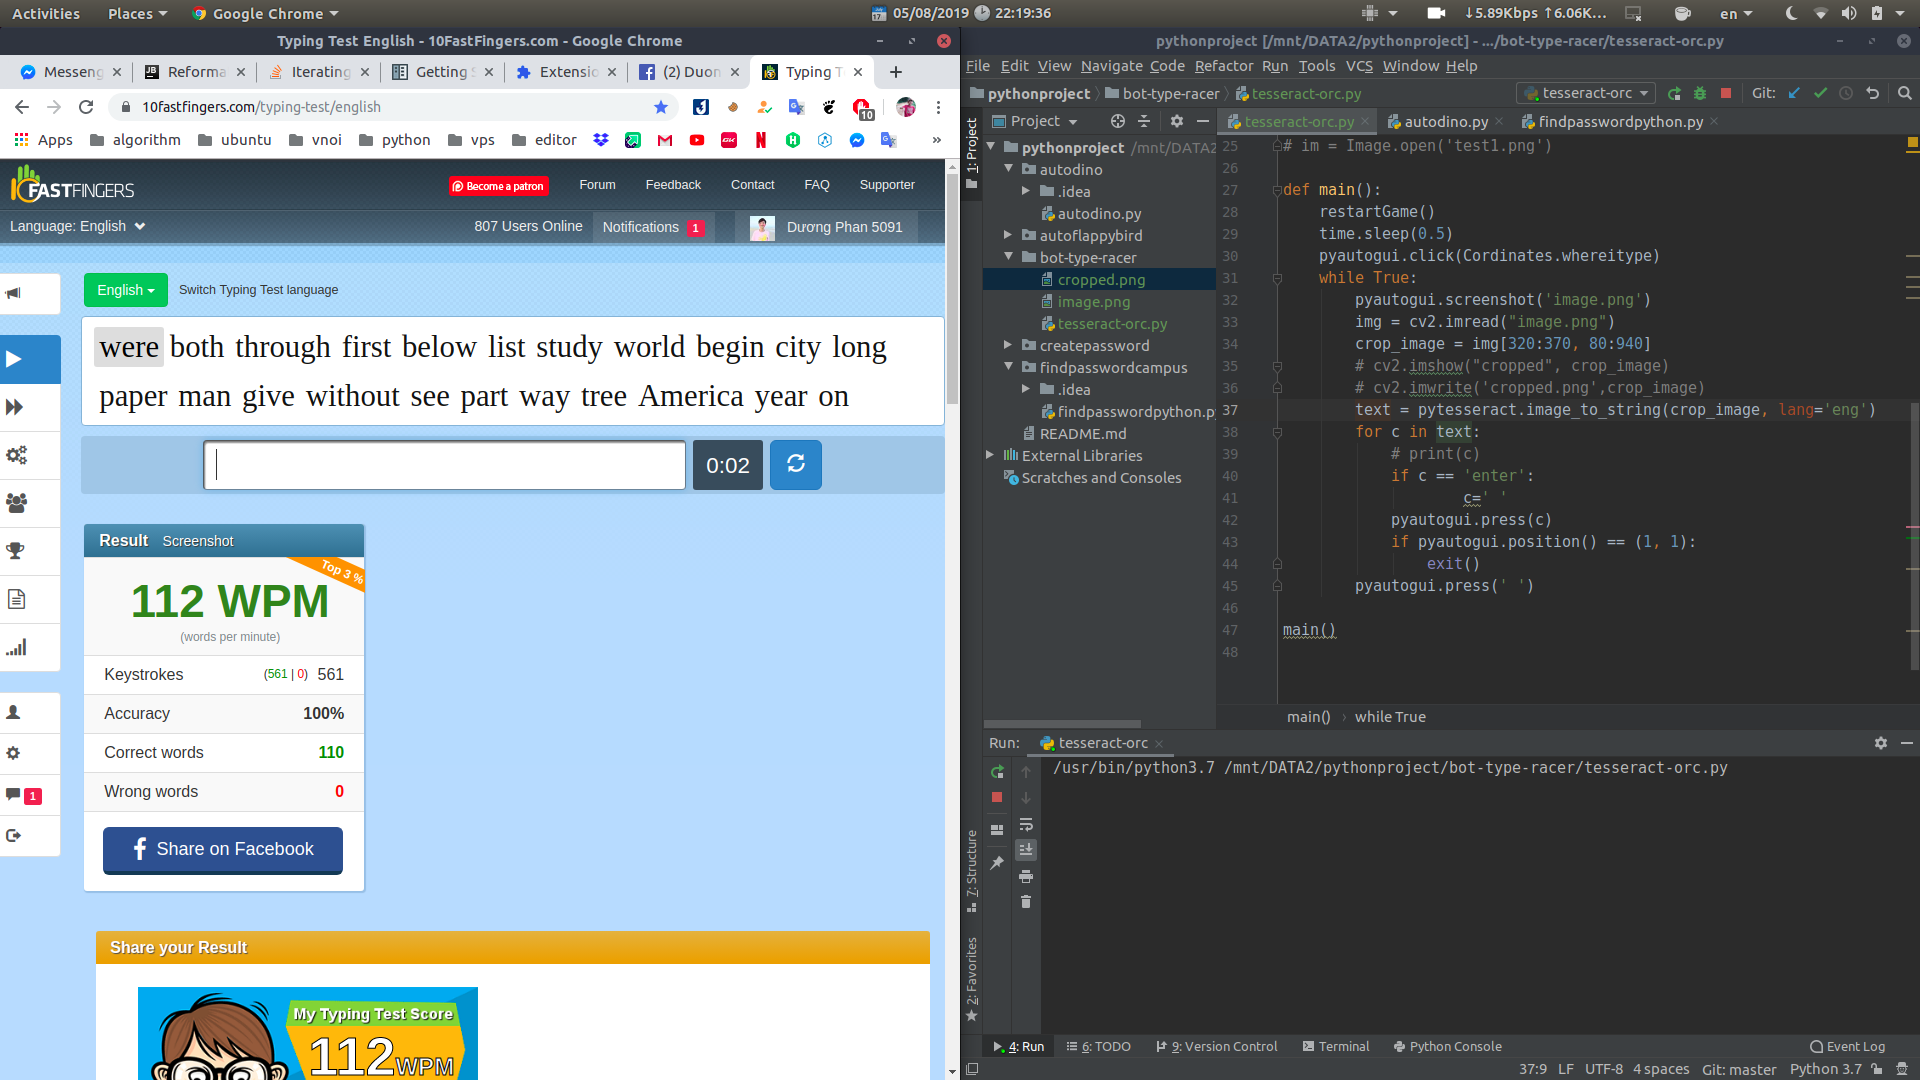 Activities Places Google Chrome 05/08/2019 22:19:36 ↓5.89Kbps ↑6.06K... en
Typing Test English - 10FastFingers.com - Google Chrome
Messeng Reforma Iterating Getting S Extensio (2) Duon Typing T
10fastfingers.com/typing-test/english 10
Apps algorithm ubuntu vnoi python vps editor »
10 FASTFINGERS Become a patron Forum Feedback Contact FAQ Supporter
Language: English 807 Users Online Notifications 1 Dương Phan 5091
English Switch Typing Test language
were both through first below list study world begin city long
paper man give without see part way tree America year on
0:02
1
Result Screenshot
Top 3 %
112 WPM
(words per minute)
Keystrokes (561 | 0) 561
Accuracy 100%
Correct words 110
Wrong words 0
Share on Facebook
Share your Result
My Typing Test Score
112 WPM
pythonproject [/mnt/DATA2/pythonproject] - .../bot-type-racer/tesseract-orc.py
File Edit View Navigate Code Refactor Run Tools VCS Window Help
pythonproject bot-type-racer tesseract-orc.py tesseract-orc Git:
1: Project
Project
pythonproject /mnt/DATA2
autodino
.idea
autodino.py
autoflappybird
bot-type-racer
cropped.png
image.png
tesseract-orc.py
createpassword
findpasswordcampus
.idea
findpasswordpython.py
README.md
External Libraries
Scratches and Consoles
7: Structure
2: Favorites
tesseract-orc.py autodino.py findpasswordpython.py
25 # im = Image.open('test1.png')
26
27 def main():
28 restartGame()
29 time.sleep(0.5)
30 pyautogui.click(Cordinates.whereitype)
31 while True:
32 pyautogui.screenshot('image.png')
33 img = cv2.imread("image.png")
34 crop_image = img[320:370, 80:940]
35 # cv2.imshow("cropped", crop_image)
36 # cv2.imwrite('cropped.png',crop_image)
37 text = pytesseract.image_to_string(crop_image, lang='eng')
38 for c in text:
39 # print(c)
40 if c == 'enter':
41 c=' '
42 pyautogui.press(c)
43 if pyautogui.position() == (1, 1):
44 exit()
45 pyautogui.press(' ')
46
47 main()
48
main() › while True
Run: tesseract-orc
/usr/bin/python3.7 /mnt/DATA2/pythonproject/bot-type-racer/tesseract-orc.py
4: Run 6: TODO 9: Version Control Terminal Python Console Event Log
37:9 LF UTF-8 4 spaces Git: master Python 3.7